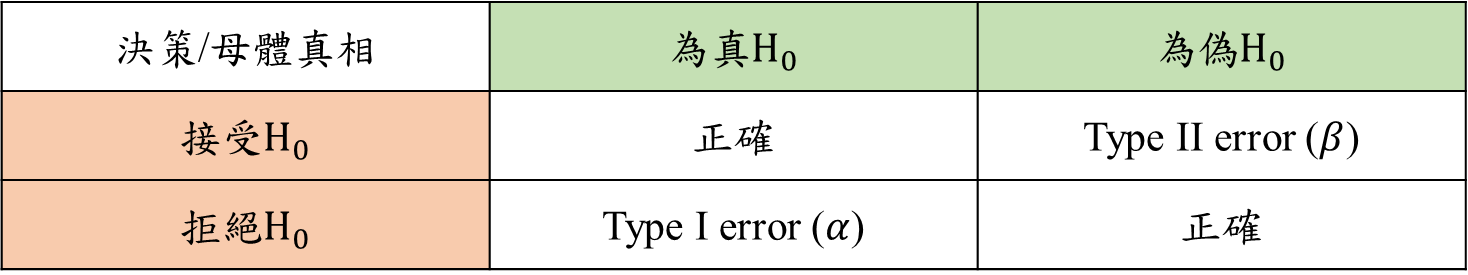 決策/母體真相 為真H₀ 為偽H₀
接受H₀ 正確 Type II error (β)
拒絕H₀ Type I error (α) 正確